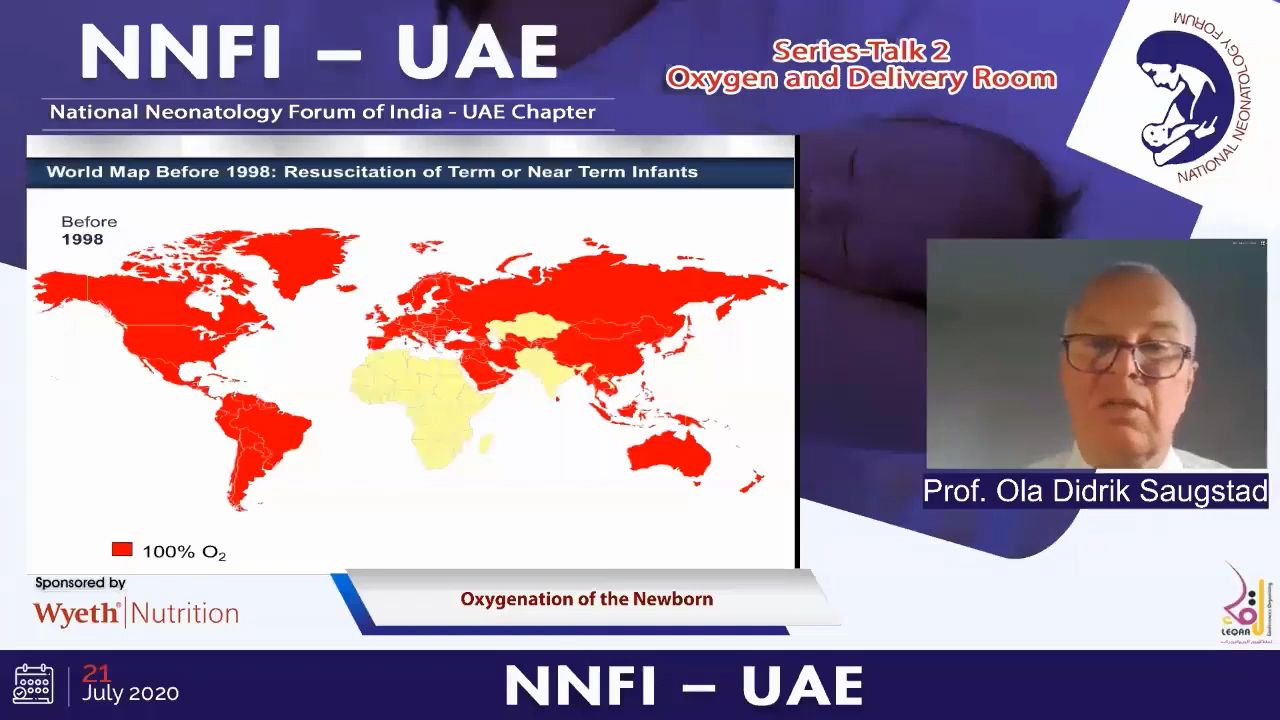 NNFI – UAE
National Neonatology Forum of India - UAE Chapter
Series-Talk 2
Oxygen and Delivery Room
NATIONAL NEONATOLOGY FORUM
World Map Before 1998: Resuscitation of Term or Near Term Infants
Before
1998
100% O₂
Prof. Ola Didrik Saugstad
Sponsored by
Wyeth® | Nutrition
Oxygenation of the Newborn
LEQAA
21
July 2020
NNFI – UAE